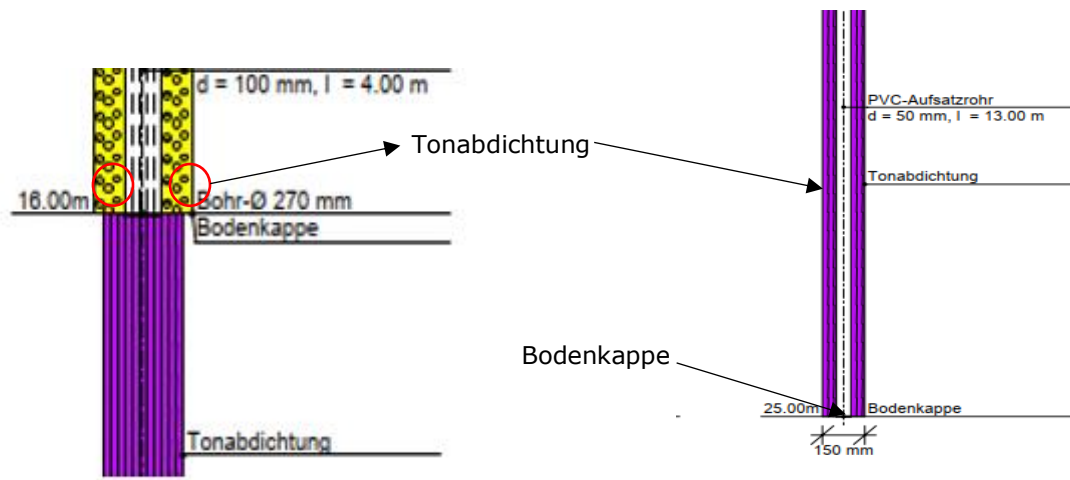 d = 100 mm, l = 4.00 m
Tonabdichtung
16.00m
Bohr-Ø 270 mm
Bodenkappe
Tonabdichtung
PVC-Aufsatzrohr
d = 50 mm, l = 13.00 m
Tonabdichtung
Bodenkappe
25.00m
Bodenkappe
150 mm